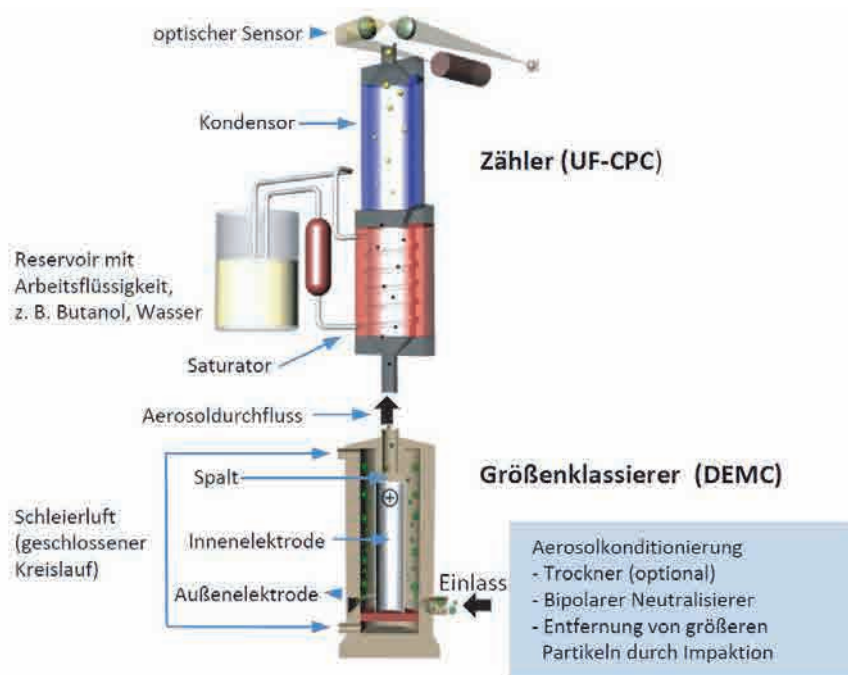 optischer Sensor
Kondensor
Zähler (UF-CPC)
Reservoir mit
Arbeitsflüssigkeit,
z. B. Butanol, Wasser
Saturator
Aerosoldurchfluss
Größenklassierer (DEMC)
Spalt
Schleierluft
(geschlossener
Kreislauf)
Innenelektrode
Außenelektrode
Einlass
Aerosolkonditionierung
- Trockner (optional)
- Bipolarer Neutralisierer
- Entfernung von größeren
Partikeln durch Impaktion